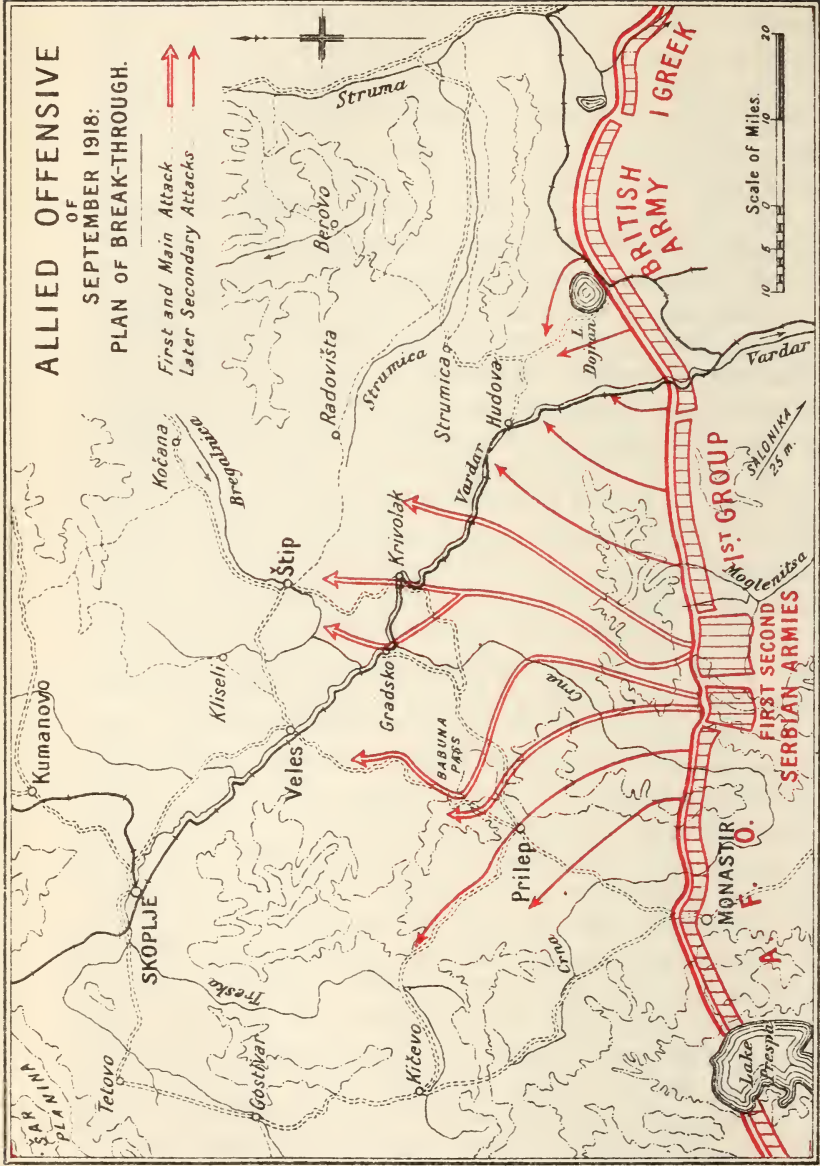 ALLIED OFFENSIVE
OF
SEPTEMBER 1918:
PLAN OF BREAK-THROUGH.
First and Main Attack
Later Secondary Attacks
ŠAR
PLANINA
Tetovo
SKOPLJE
Kumanovo
Kočana
Bregalnica
Kliseli
Štip
Radovišta
Berovo
Struma
Gostivar
Treska
Veles
Gradsko
Krivolak
Vardar
Strumica
Strumica
Hudova
Kičevo
BABUNA
PASS
Prilep
Crna
Crna
L.
Dojran
BRITISH
ARMY
I GREEK
Lake
Prespa
MONASTIR
A. F. O.
FIRST SECOND
SERBIAN ARMIES
1ST GROUP
Moglenitsa
SALONIKA
25 m.
Vardar
Scale of Miles.
10 5 0 10 20